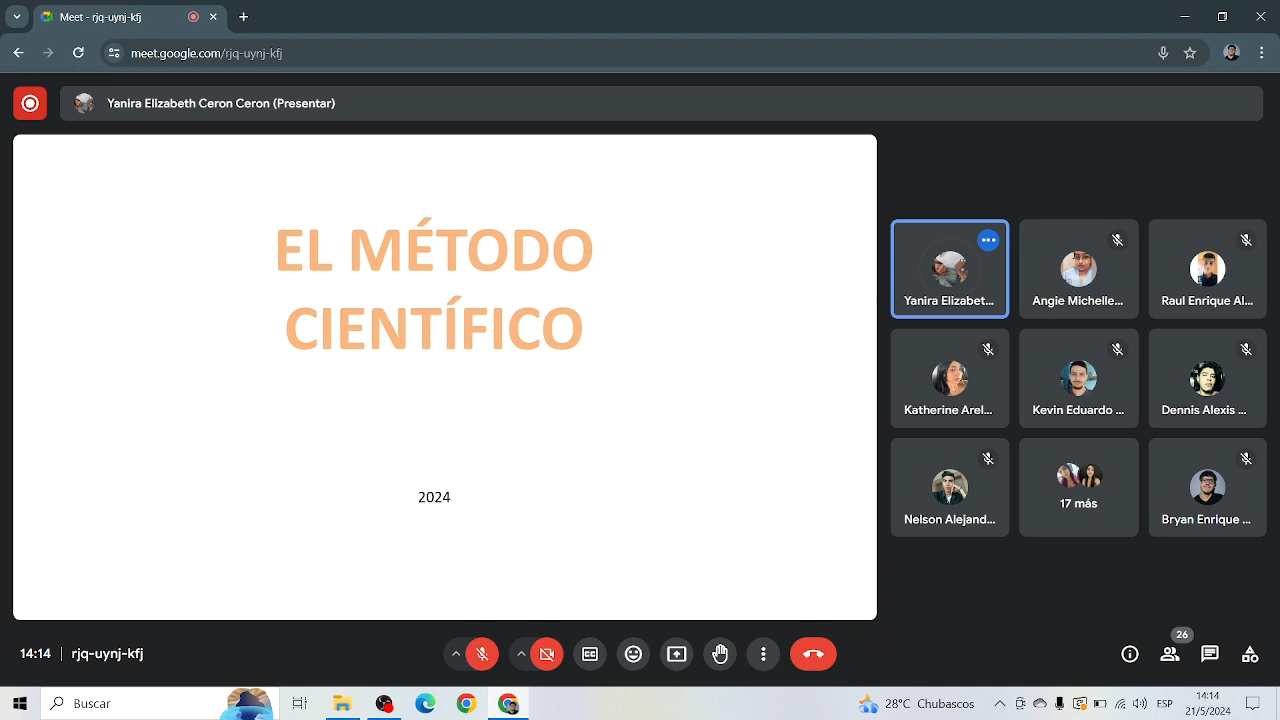 Meet - rjq-uynj-kfj
meet.google.com/rjq-uynj-kfj
Yanira Elizabeth Ceron Ceron (Presentar)
EL MÉTODO
CIENTÍFICO
2024
Yanira Elizabet...
Angie Michelle...
Raul Enrique Al...
Katherine Arel...
Kevin Eduardo ...
Dennis Alexis ...
Nelson Alejand...
17 más
Bryan Enrique ...
14:14 | rjq-uynj-kfj
26
Buscar
28°C Chubascos
ESP
14:14
21/5/2024